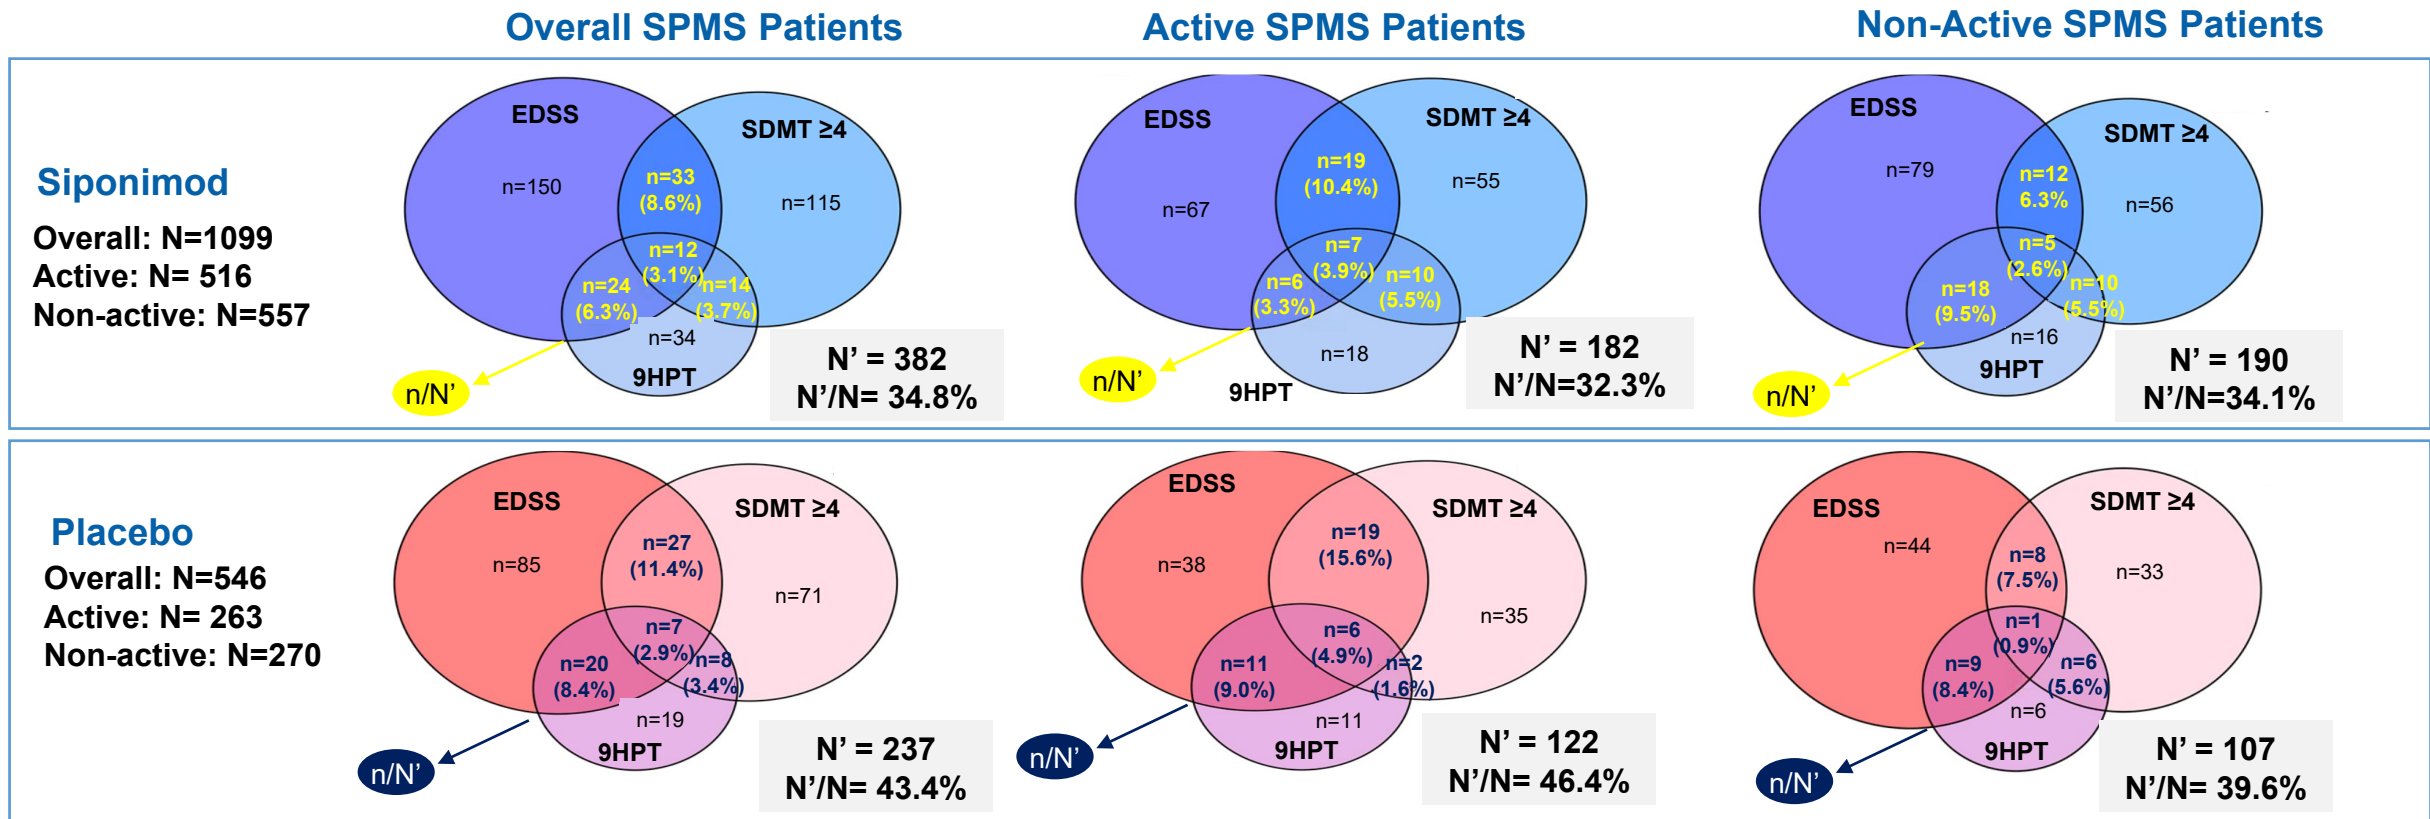 Overall SPMS Patients
Active SPMS Patients
Non-Active SPMS Patients
Siponimod
Overall: N=1099
Active: N= 516
Non-active: N=557
EDSS
SDMT ≥4
n=150
n=33
(8.6%)
n=115
n=12
(3.1%)
n=24
(6.3%)
n=14
(3.7%)
n=34
9HPT
n/N’
N’ = 382
N’/N= 34.8%
EDSS
SDMT ≥4
n=67
n=19
(10.4%)
n=55
n=7
(3.9%)
n=6
(3.3%)
n=10
(5.5%)
n=18
9HPT
n/N’
N’ = 182
N’/N=32.3%
EDSS
SDMT ≥4
n=79
n=12
6.3%
n=56
n=5
(2.6%)
n=18
(9.5%)
n=10
(5.5%)
n=16
9HPT
n/N’
N’ = 190
N’/N=34.1%
Placebo
Overall: N=546
Active: N= 263
Non-active: N=270
EDSS
SDMT ≥4
n=85
n=27
(11.4%)
n=71
n=7
(2.9%)
n=20
(8.4%)
n=8
(3.4%)
n=19
9HPT
n/N’
N’ = 237
N’/N= 43.4%
EDSS
SDMT ≥4
n=38
n=19
(15.6%)
n=35
n=6
(4.9%)
n=11
(9.0%)
n=2
(1.6%)
n=11
9HPT
n/N’
N’ = 122
N’/N= 46.4%
EDSS
SDMT ≥4
n=44
n=8
(7.5%)
n=33
n=1
(0.9%)
n=9
(8.4%)
n=6
(5.6%)
n=6
9HPT
n/N’
N’ = 107
N’/N= 39.6%